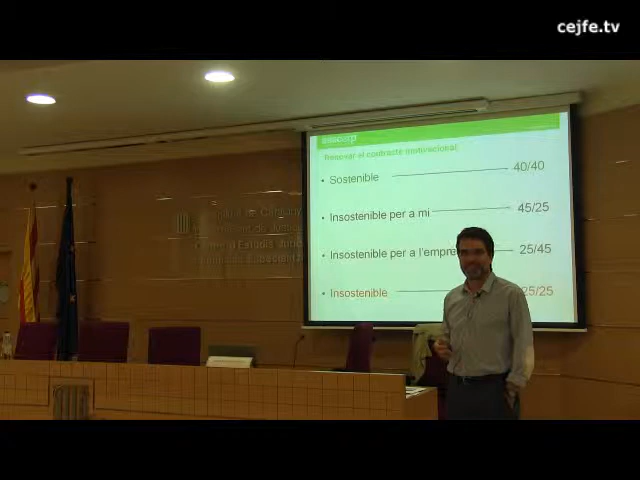 cejfe.tv
Renovar el contracte motivacional
• Sostenible 40/40
• Insostenible per a mi 45/25
• Insostenible per a l'empre 25/45
• Insostenible 25/25